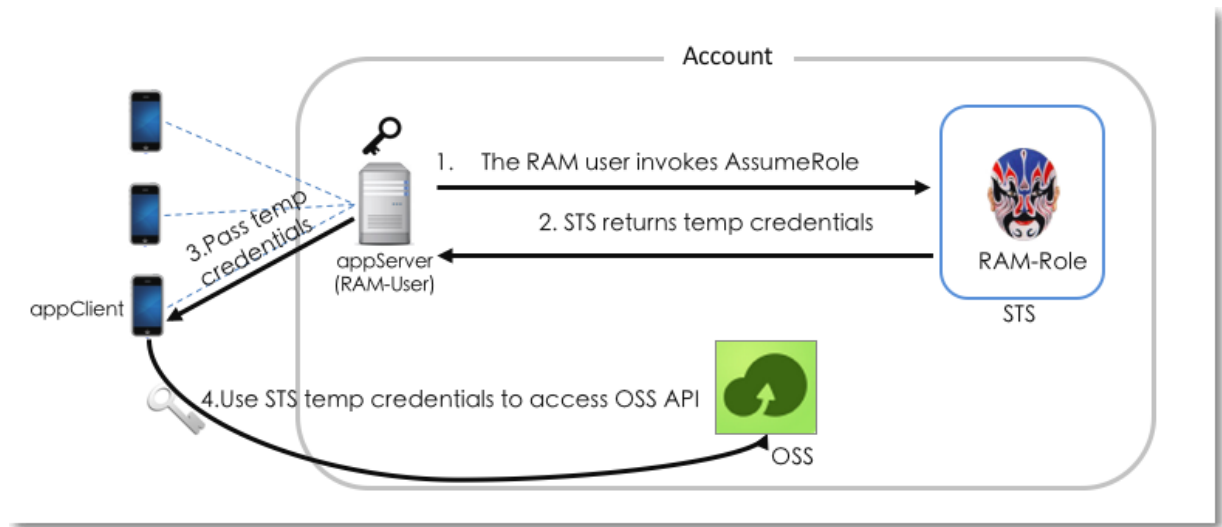 Account
1. The RAM user invokes AssumeRole
2. STS returns temp credentials
3.Pass temp
credentials
appServer
(RAM-User)
RAM-Role
STS
appClient
4.Use STS temp credentials to access OSS API
OSS